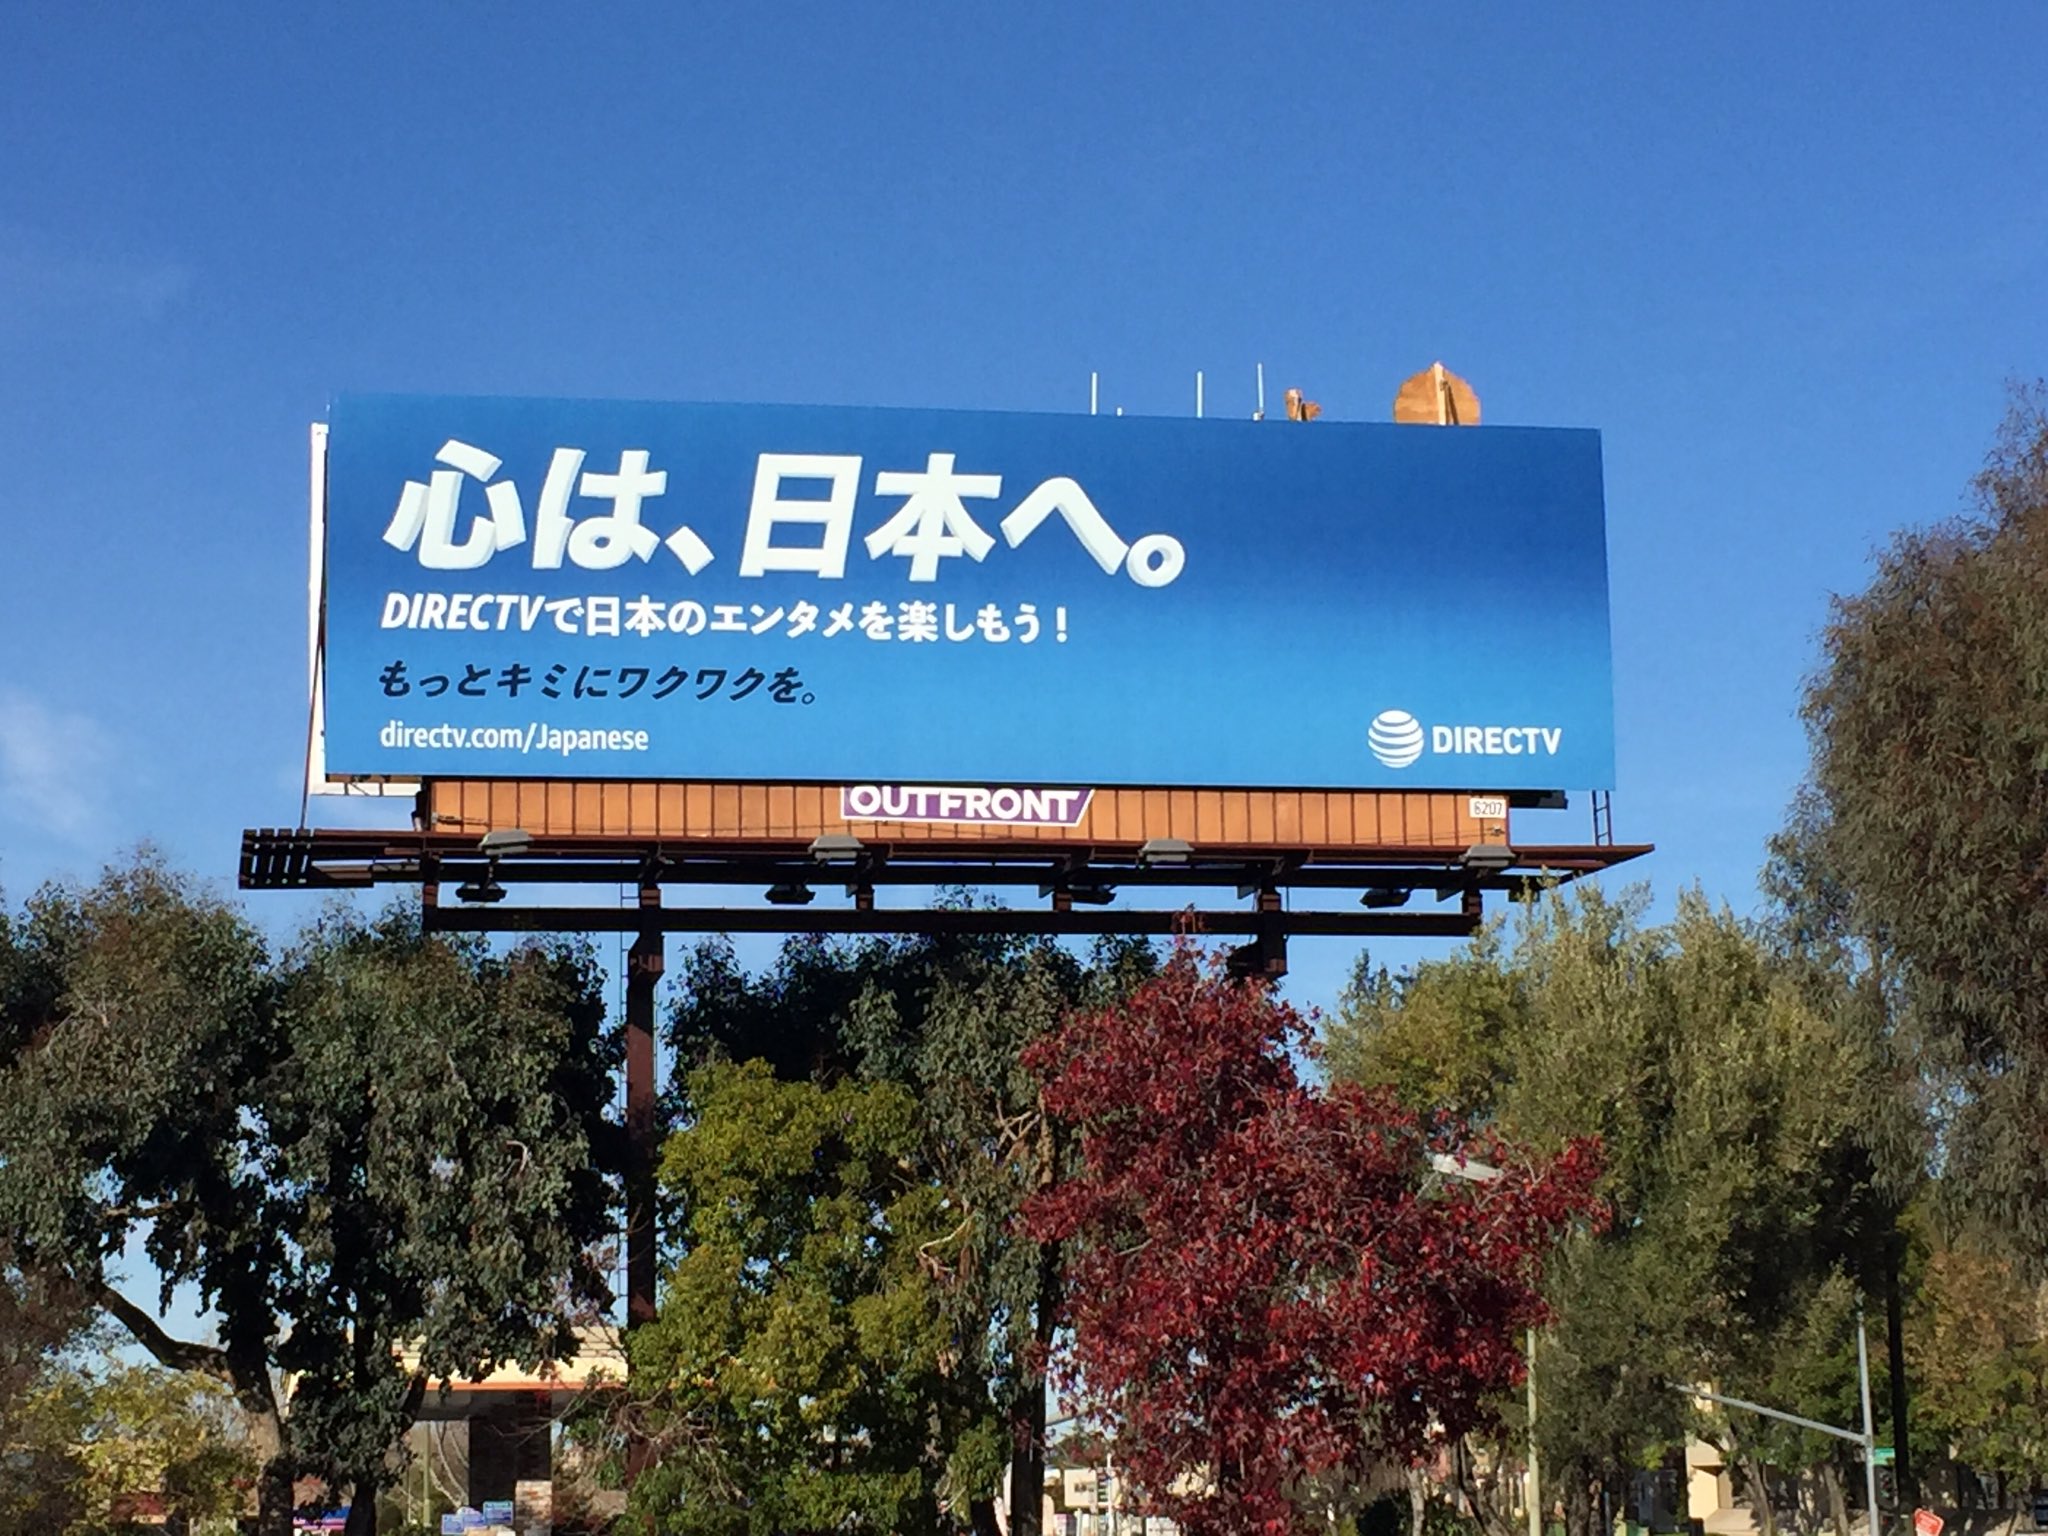 心は、日本へ。
DIRECTVで日本のエンタメを楽しもう！
もっとキミにワクワクを。
directv.com/Japanese
DIRECTV
OUTFRONT
6207